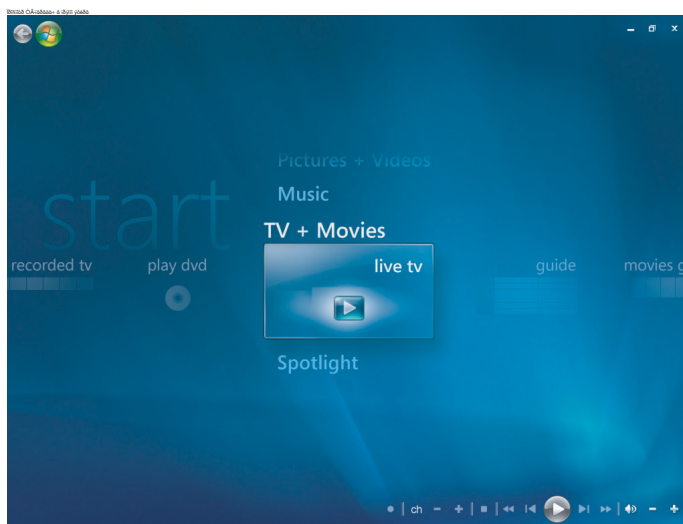 Pictures + Videos
start
Music
TV + Movies
recorded tv
play dvd
live tv
guide
movies g
Spotlight
ch